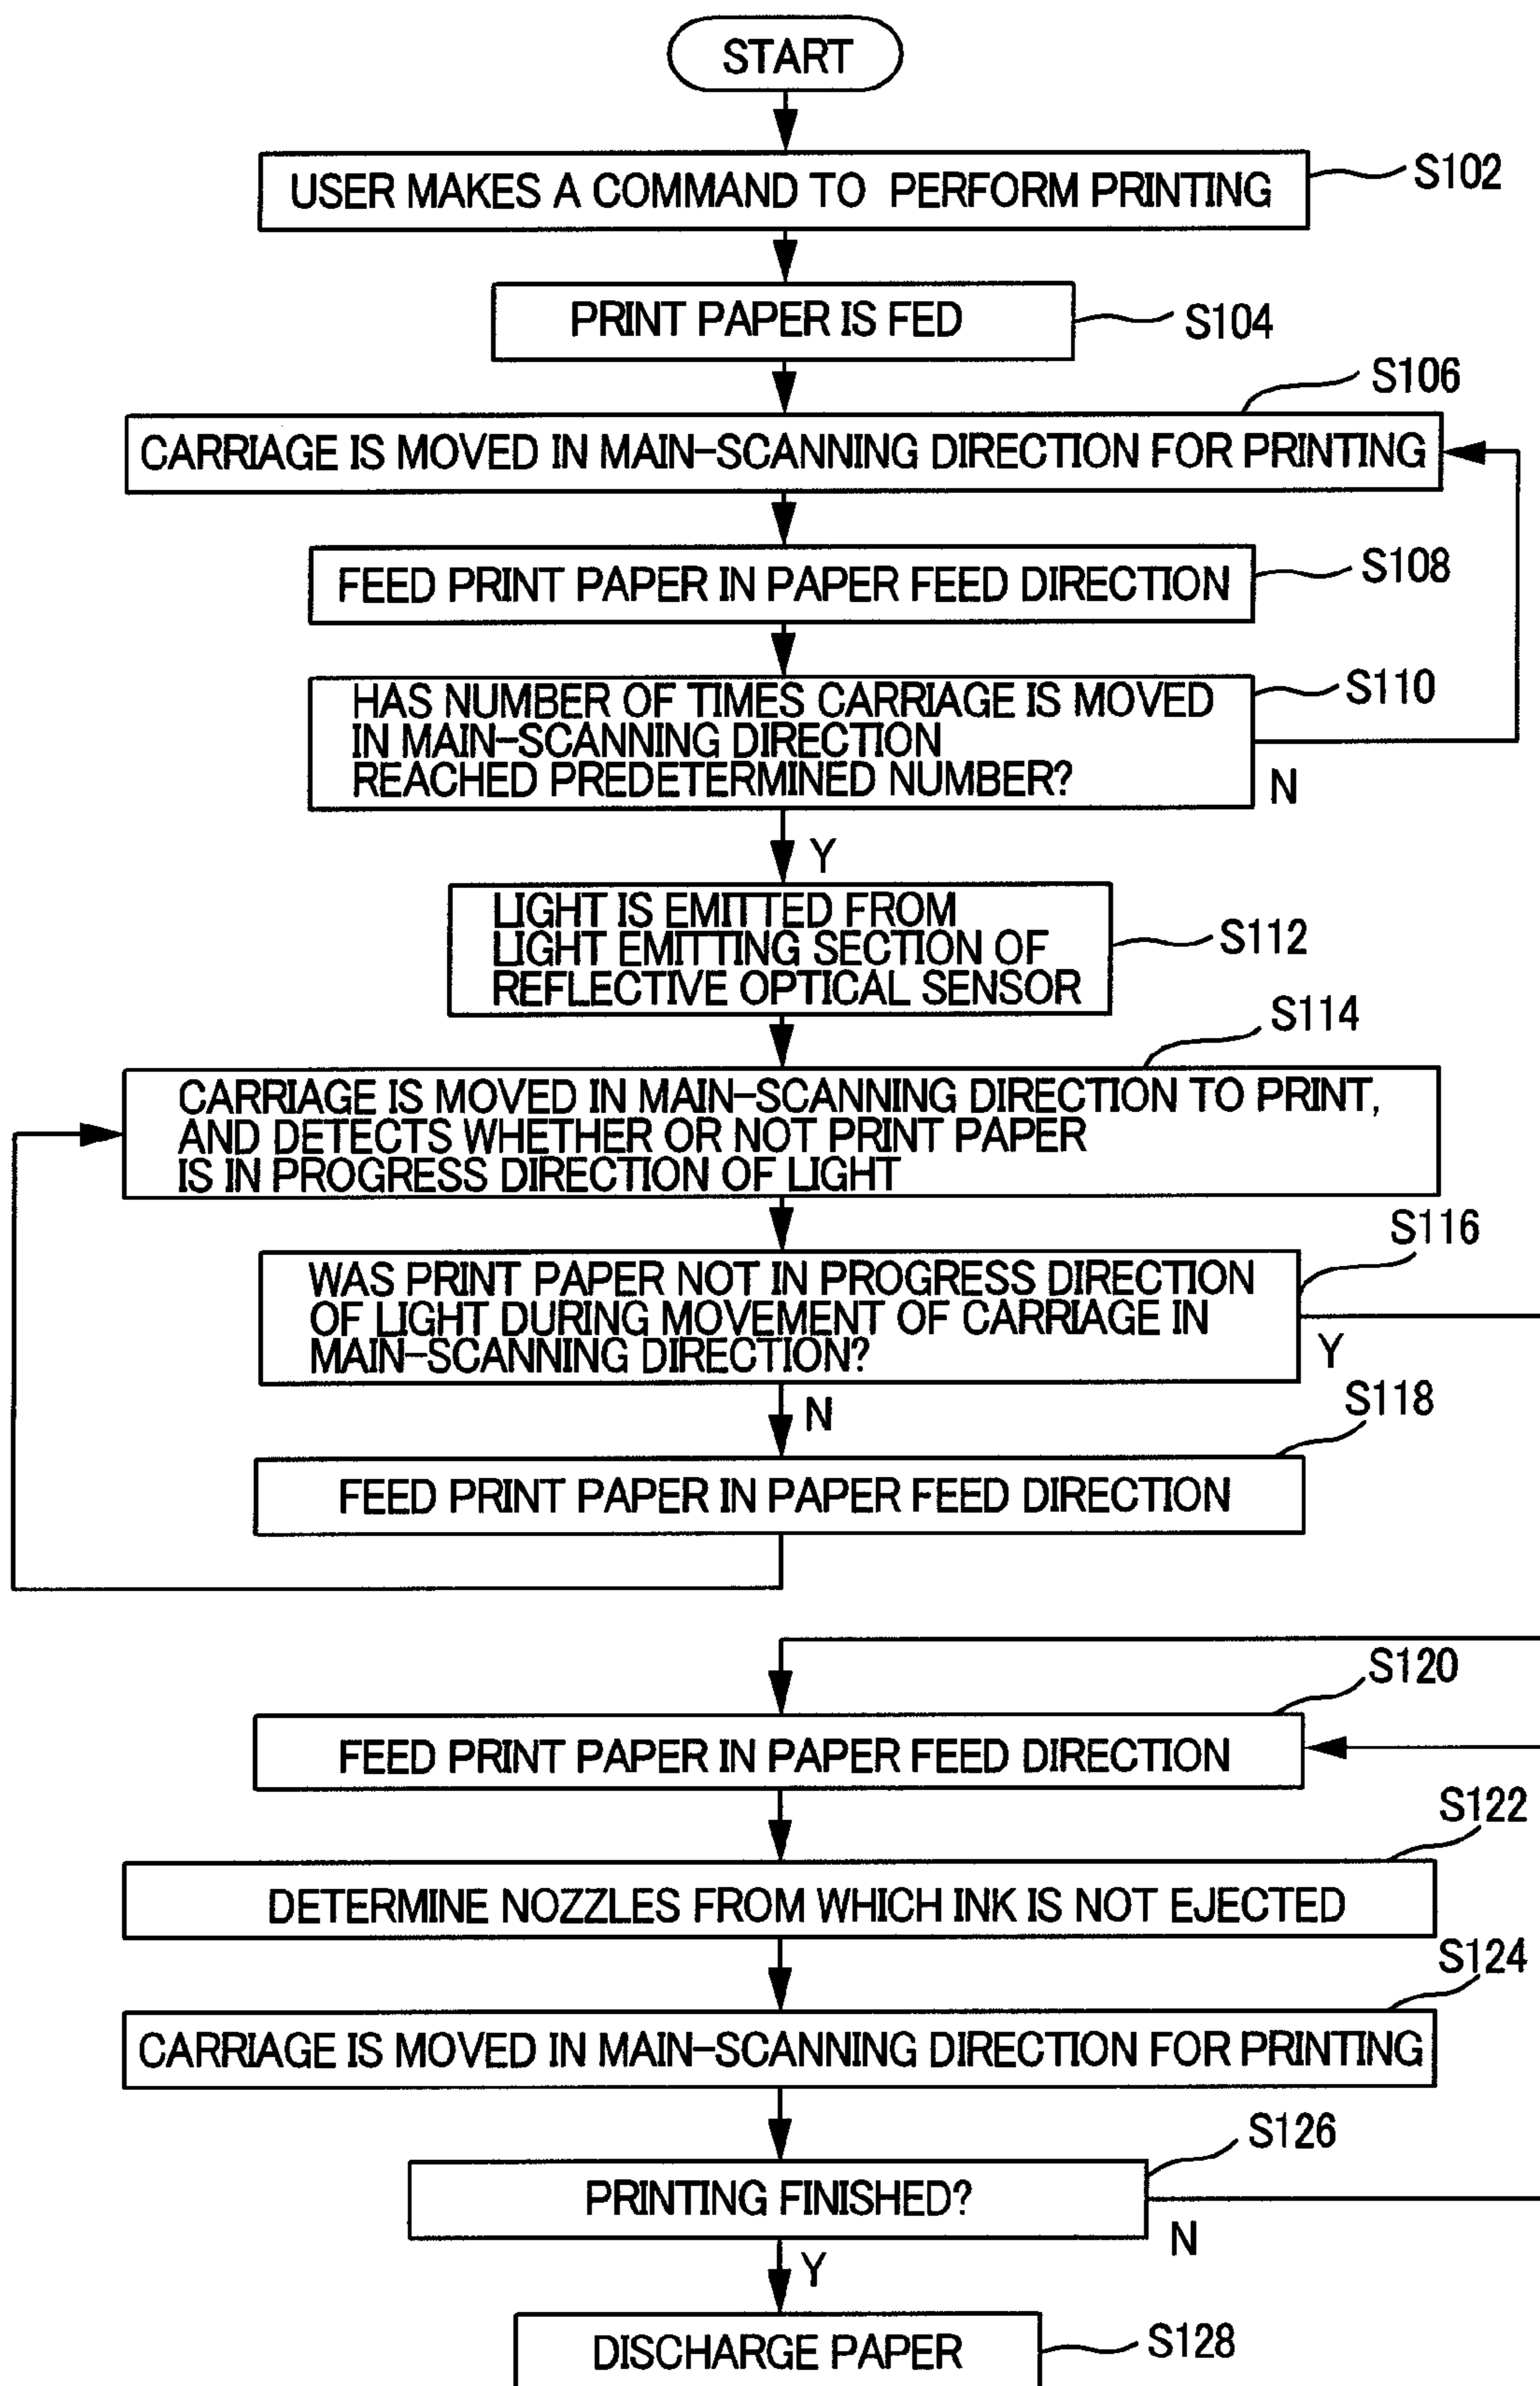 START
USER MAKES A COMMAND TO PERFORM PRINTING
S102
PRINT PAPER IS FED
S104
S106
CARRIAGE IS MOVED IN MAIN-SCANNING DIRECTION FOR PRINTING
FEED PRINT PAPER IN PAPER FEED DIRECTION
S108
HAS NUMBER OF TIMES CARRIAGE IS MOVED
IN MAIN-SCANNING DIRECTION
REACHED PREDETERMINED NUMBER?
S110
N
Y
LIGHT IS EMITTED FROM
LIGHT EMITTING SECTION OF
REFLECTIVE OPTICAL SENSOR
S112
S114
CARRIAGE IS MOVED IN MAIN-SCANNING DIRECTION TO PRINT,
AND DETECTS WHETHER OR NOT PRINT PAPER
IS IN PROGRESS DIRECTION OF LIGHT
S116
WAS PRINT PAPER NOT IN PROGRESS DIRECTION
OF LIGHT DURING MOVEMENT OF CARRIAGE IN
MAIN-SCANNING DIRECTION?
Y
N
S118
FEED PRINT PAPER IN PAPER FEED DIRECTION
S120
FEED PRINT PAPER IN PAPER FEED DIRECTION
S122
DETERMINE NOZZLES FROM WHICH INK IS NOT EJECTED
S124
CARRIAGE IS MOVED IN MAIN-SCANNING DIRECTION FOR PRINTING
S126
PRINTING FINISHED?
N
Y
DISCHARGE PAPER
S128